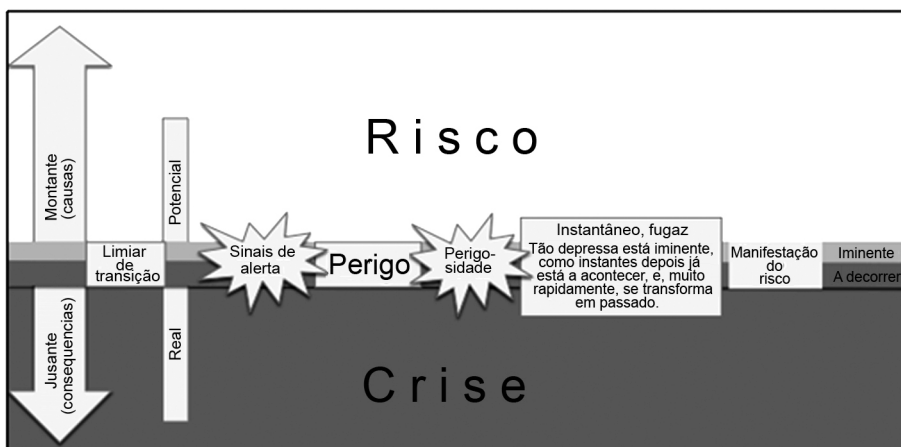 Risco
Montante
(causas)
Potencial
Limiar
de
transição
Sinais de
alerta
Perigo
Perigo-
sidade
Instantâneo, fugaz
Tão depressa está iminente,
como instantes depois já
está a acontecer, e, muito
rapidamente, se transforma
em passado.
Manifestação
do
risco
Iminente
A decorrer
Jusante
(consequencias)
Real
Crise